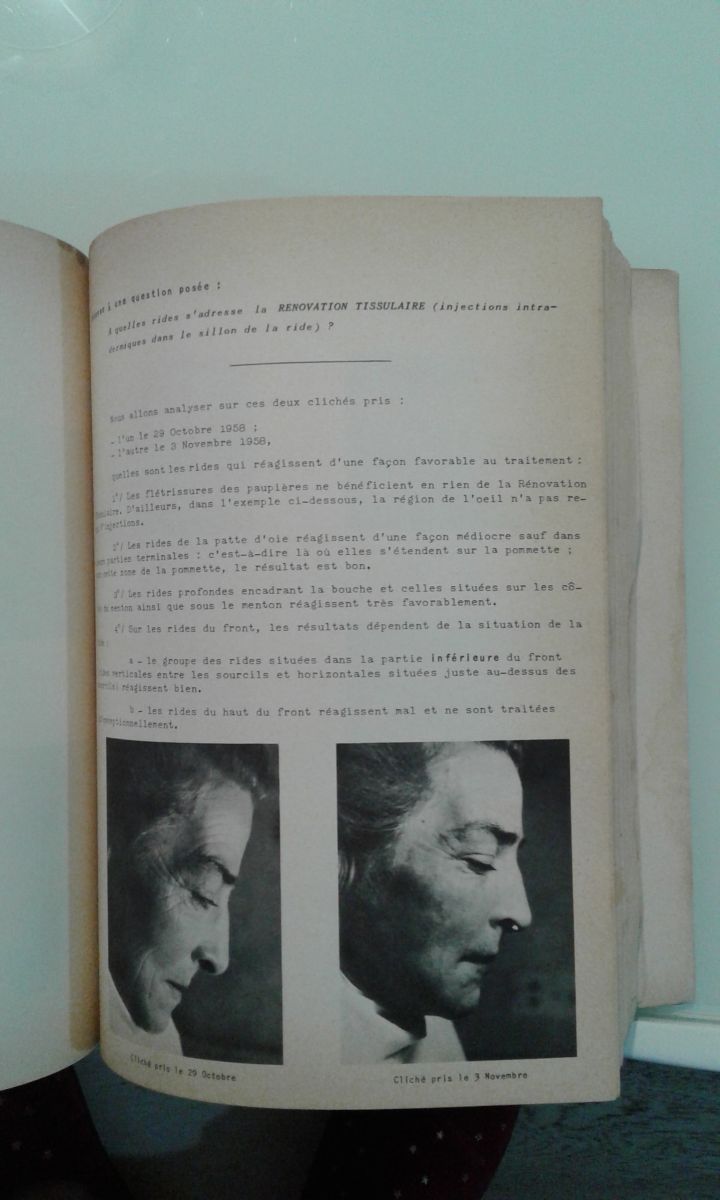 à une question posée :
A quelles rides s'adresse la RENOVATION TISSULAIRE (injections intra-
dermiques dans le sillon de la ride) ?
Nous allons analyser sur ces deux clichés pris :
- l'un le 29 Octobre 1958 ;
- l'autre le 3 Novembre 1958,
quelles sont les rides qui réagissent d'une façon favorable au traitement :
1°/ Les flétrissures des paupières ne bénéficient en rien de la Rénovation
D'ailleurs, dans l'exemple ci-dessous, la région de l'oeil n'a pas re-
d'injections.
2°/ Les rides de la patte d'oie réagissent d'une façon médiocre sauf dans
parties terminales : c'est-à-dire là où elles s'étendent sur la pommette ;
cette zone de la pommette, le résultat est bon.
3°/ Les rides profondes encadrant la bouche et celles situées sur les cô-
du menton ainsi que sous le menton réagissent très favorablement.
4°/ Sur les rides du front, les résultats dépendent de la situation de la
:
a - le groupe des rides situées dans la partie inférieure du front
verticales entre les sourcils et horizontales situées juste au-dessus des
réagissent bien.
b - les rides du haut du front réagissent mal et ne sont traitées
Cliché pris le 29 Octobre
Cliché pris le 3 Novembre